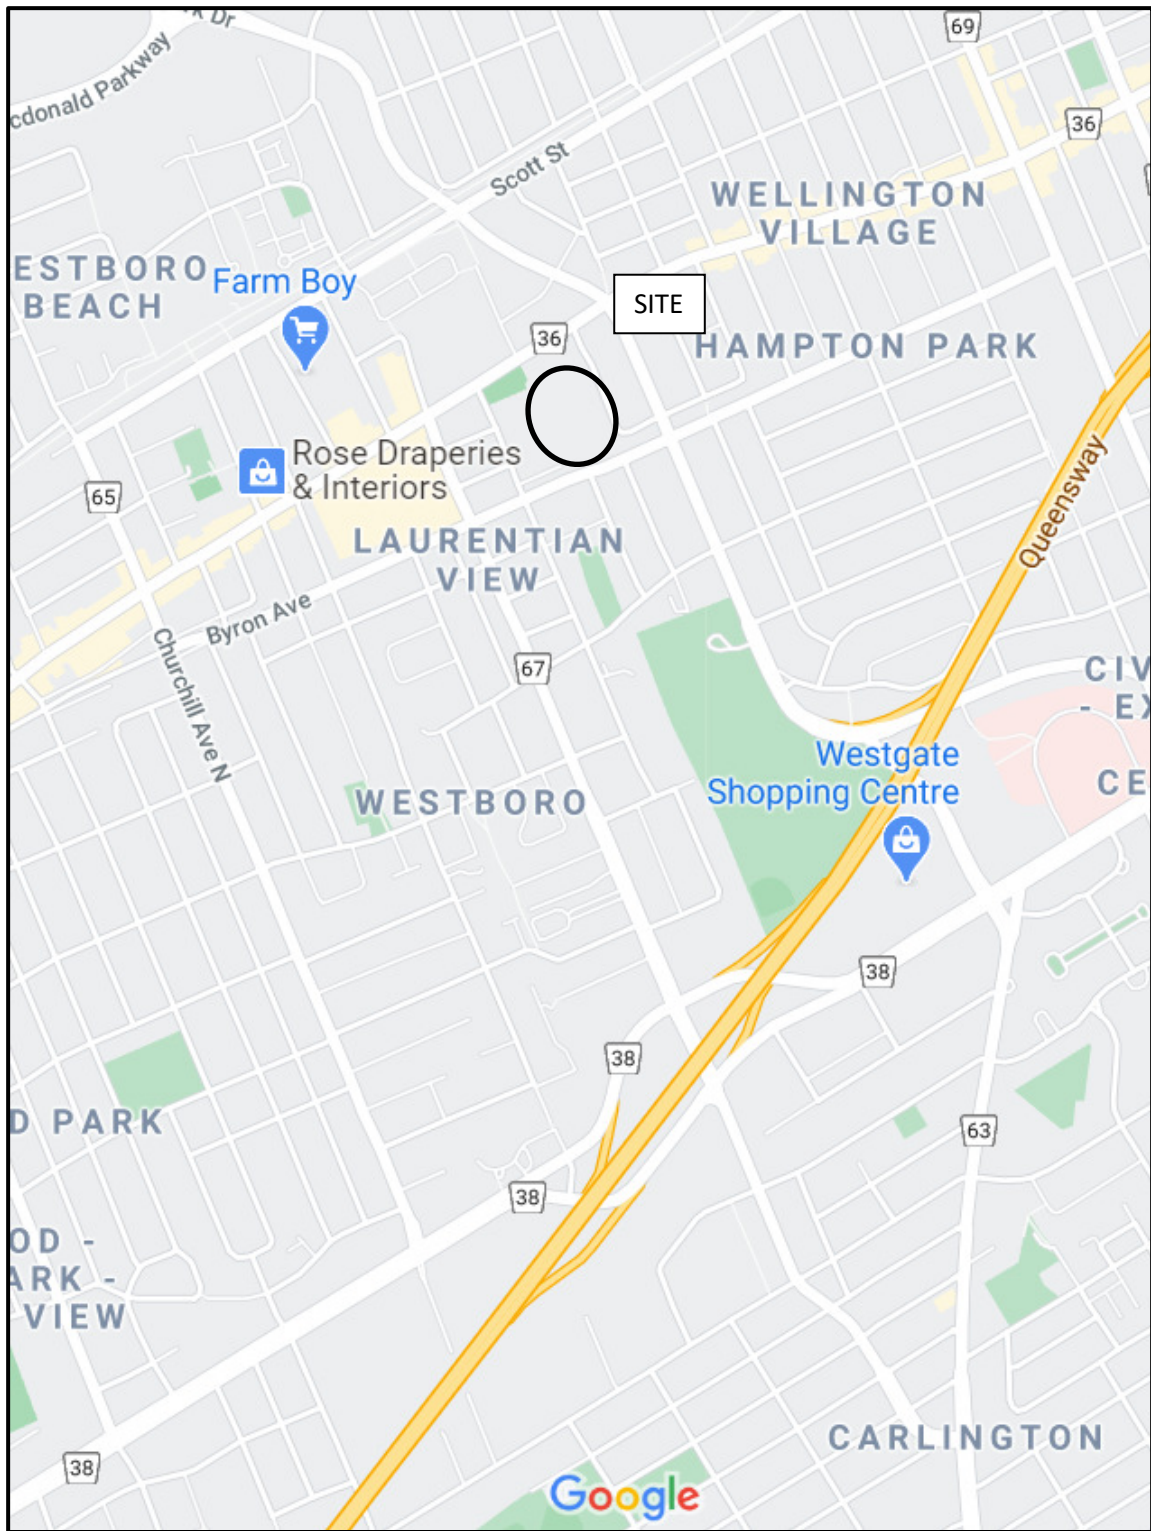 k Dr
69
cdonald Parkway
36
Scott St
WELLINGTON
VILLAGE
ESTBORO
BEACH
Farm Boy
SITE
36
HAMPTON PARK
Rose Draperies
& Interiors
65
Queensway
LAURENTIAN
VIEW
Byron Ave
Churchill Ave N
67
CIV
- EX
CE
Westgate
Shopping Centre
WESTBORO
38
38
D PARK
63
38
OD -
ARK -
VIEW
CARLINGTON
38
Google